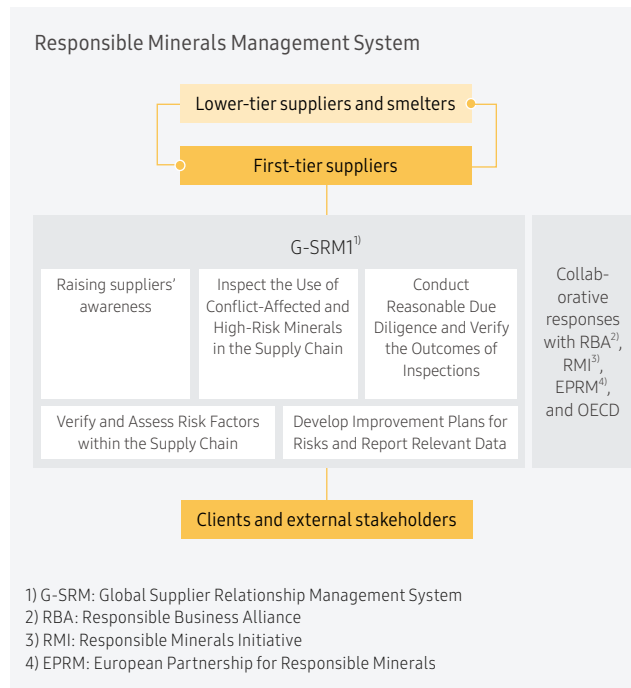 Responsible Minerals Management System
Lower-tier suppliers and smelters
First-tier suppliers
G-SRM1¹⁾
Raising suppliers'
awareness
Inspect the Use of
Conflict-Affected and
High-Risk Minerals
in the Supply Chain
Conduct
Reasonable Due
Diligence and Verify
the Outcomes of
Inspections
Verify and Assess Risk Factors
within the Supply Chain
Develop Improvement Plans for
Risks and Report Relevant Data
Collab-
orative
responses
with RBA²⁾,
RMI³⁾,
EPRM⁴⁾,
and OECD
Clients and external stakeholders
1) G-SRM: Global Supplier Relationship Management System
2) RBA: Responsible Business Alliance
3) RMI: Responsible Minerals Initiative
4) EPRM: European Partnership for Responsible Minerals